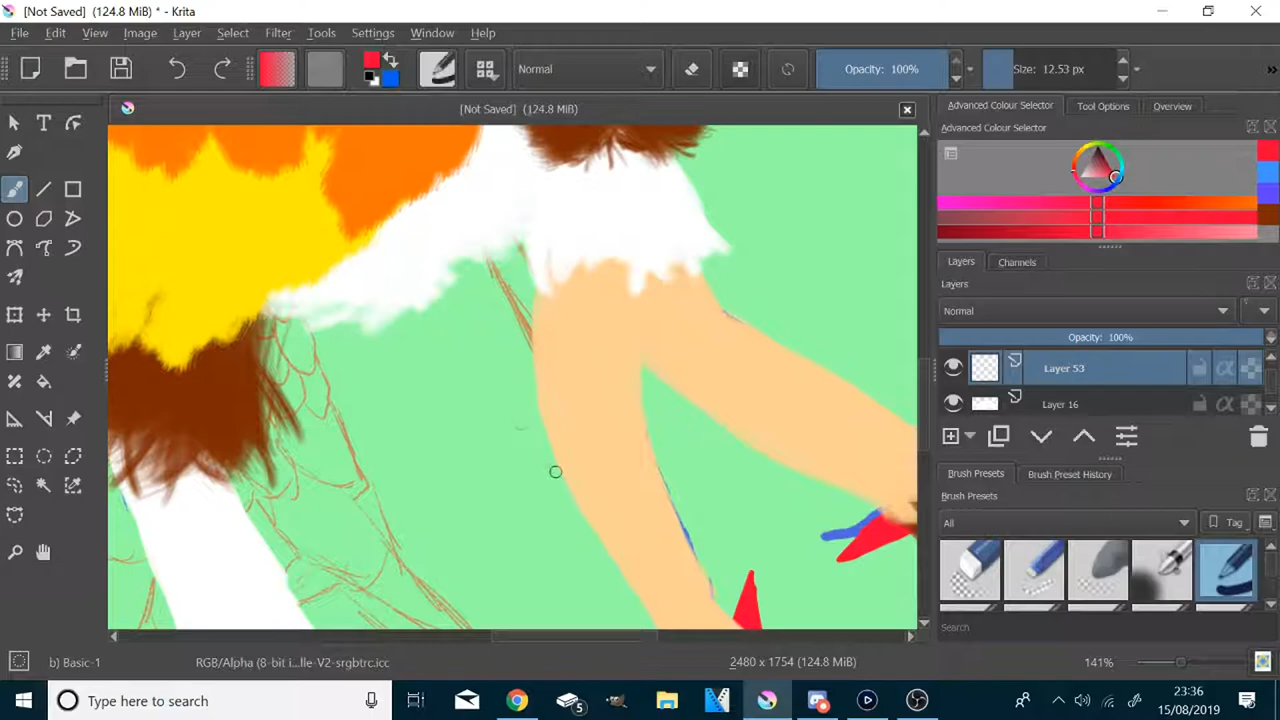 [Not Saved] (124.8 MiB) * - Krita
File Edit View Image Layer Select Filter Tools Settings Window Help
Normal Opacity: 100% Size: 12.53 px »
[Not Saved] (124.8 MiB)
Advanced Colour Selector Tool Options Overview
Advanced Colour Selector
Layers Channels
Layers
Normal
Opacity: 100%
Layer 53
Layer 16
Brush Presets Brush Preset History
Brush Presets
All Tag
Search
b) Basic-1 RGB/Alpha (8-bit i...lle-V2-srgbtrc.icc 2480 x 1754 (124.8 MiB) 141%
Type here to search 5 23:36
15/08/2019